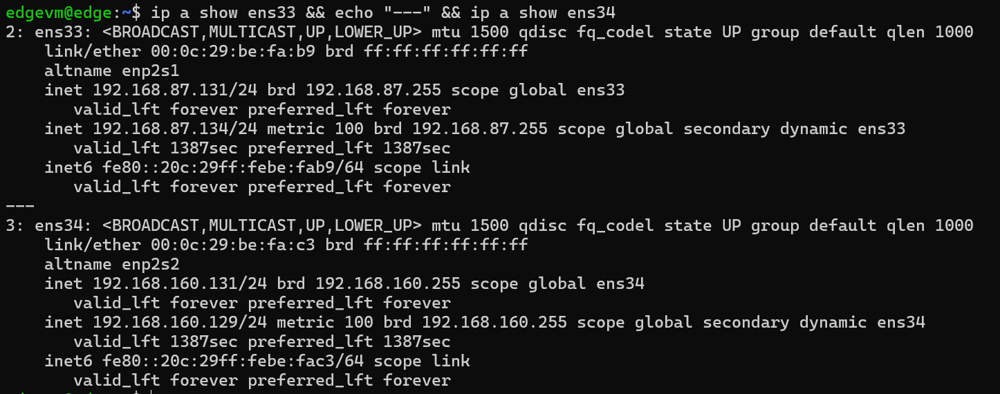 edgevm@edge:~$ ip a show ens33 && echo "---" && ip a show ens34
2: ens33: <BROADCAST,MULTICAST,UP,LOWER_UP> mtu 1500 qdisc fq_codel state UP group default qlen 1000
    link/ether 00:0c:29:be:fa:b9 brd ff:ff:ff:ff:ff:ff
    altname enp2s1
    inet 192.168.87.131/24 brd 192.168.87.255 scope global ens33
       valid_lft forever preferred_lft forever
    inet 192.168.87.134/24 metric 100 brd 192.168.87.255 scope global secondary dynamic ens33
       valid_lft 1387sec preferred_lft 1387sec
    inet6 fe80::20c:29ff:febe:fab9/64 scope link
       valid_lft forever preferred_lft forever
---
3: ens34: <BROADCAST,MULTICAST,UP,LOWER_UP> mtu 1500 qdisc fq_codel state UP group default qlen 1000
    link/ether 00:0c:29:be:fa:c3 brd ff:ff:ff:ff:ff:ff
    altname enp2s2
    inet 192.168.160.131/24 brd 192.168.160.255 scope global ens34
       valid_lft forever preferred_lft forever
    inet 192.168.160.129/24 metric 100 brd 192.168.160.255 scope global secondary dynamic ens34
       valid_lft 1387sec preferred_lft 1387sec
    inet6 fe80::20c:29ff:febe:fac3/64 scope link
       valid_lft forever preferred_lft forever